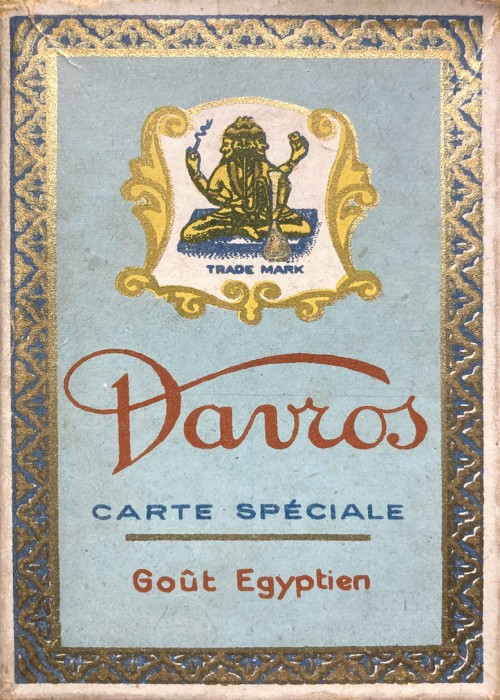 TRADE MARK
Davros
CARTE SPÉCIALE
Goût Egyptien